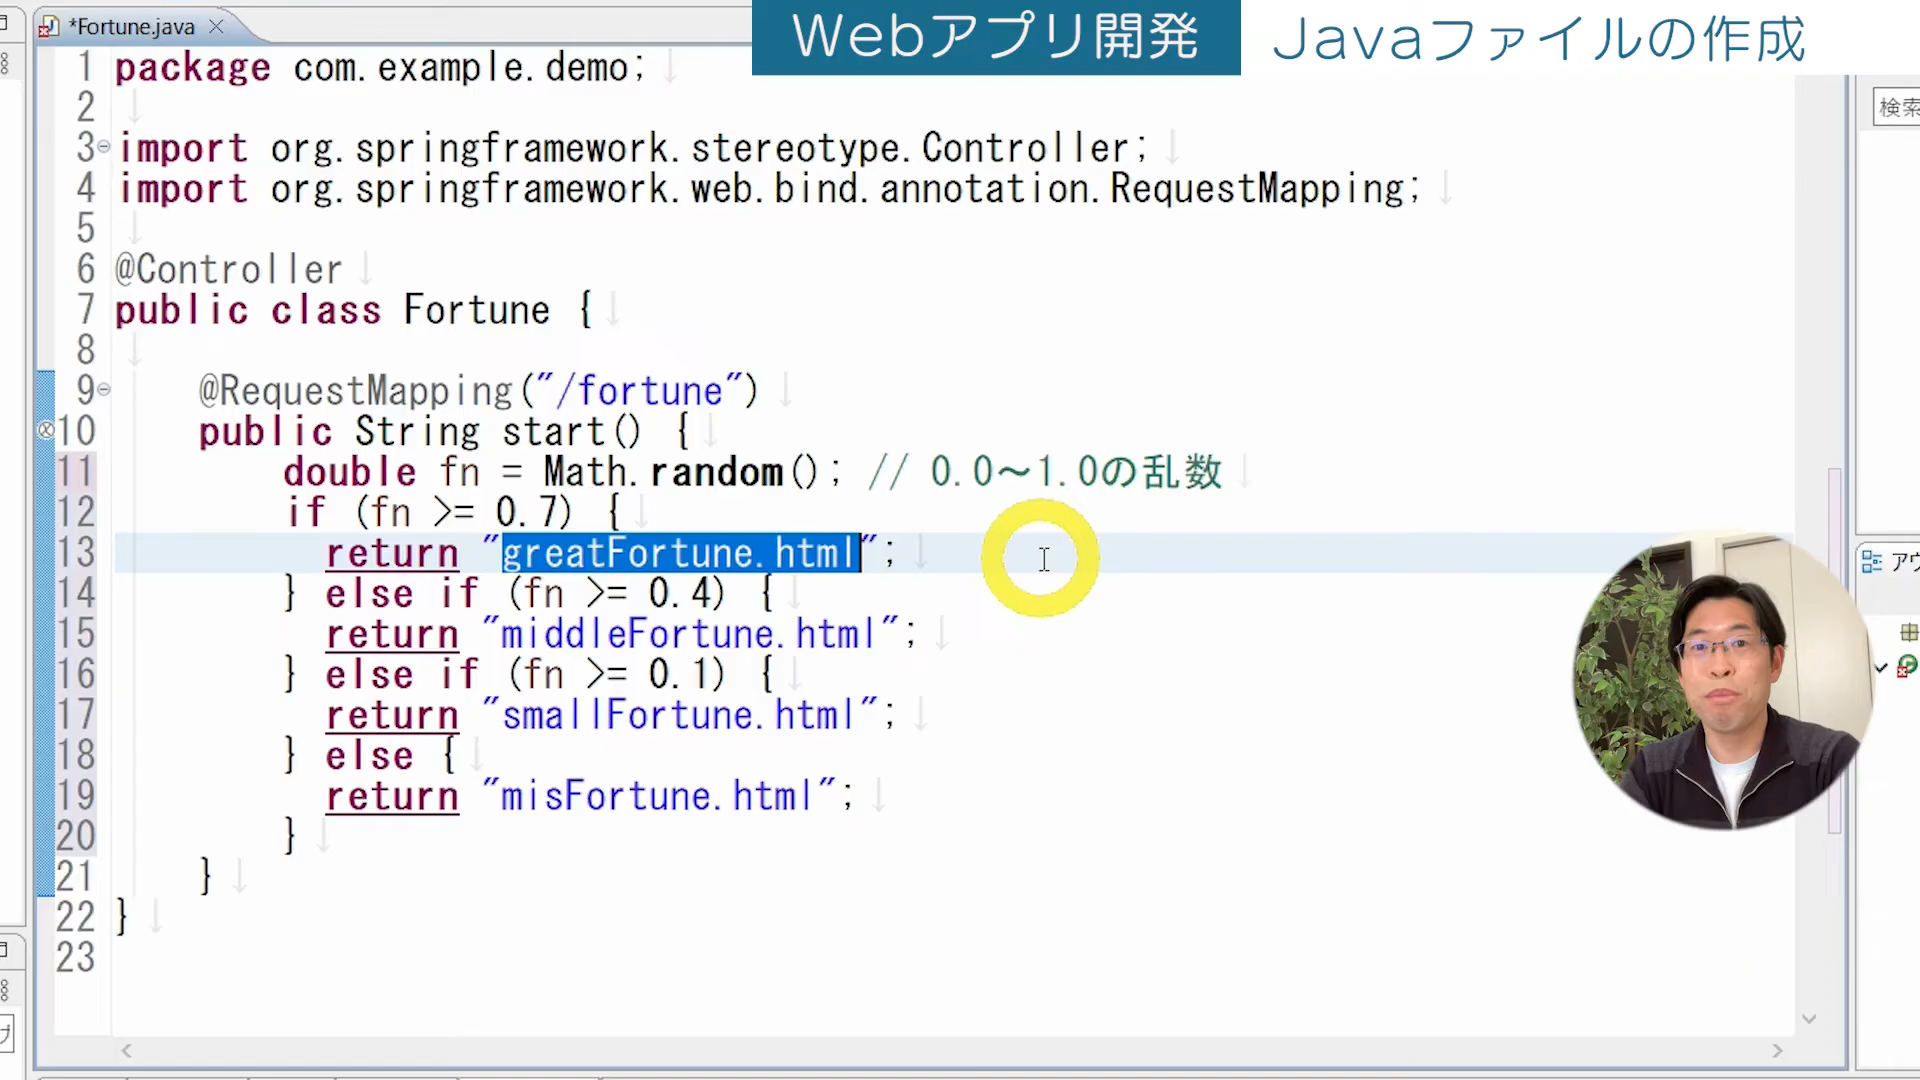 *Fortune.java
Webアプリ開発 Javaファイルの作成
検索
1 package com.example.demo;
2
3 import org.springframework.stereotype.Controller;
4 import org.springframework.web.bind.annotation.RequestMapping;
5
6 @Controller
7 public class Fortune {
8
9 @RequestMapping("/fortune")
10 public String start() {
11 double fn = Math.random(); // 0.0～1.0の乱数
12 if (fn >= 0.7) {
13 return "greatFortune.html";
14 } else if (fn >= 0.4) {
15 return "middleFortune.html";
16 } else if (fn >= 0.1) {
17 return "smallFortune.html";
18 } else {
19 return "misFortune.html";
20 }
21 }
22 }
23
アウ